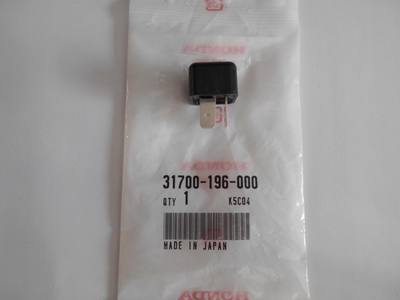 HONDA
HONDA
31700-196-000
QTY 1 K5C04
MADE IN JAPAN
HONDA